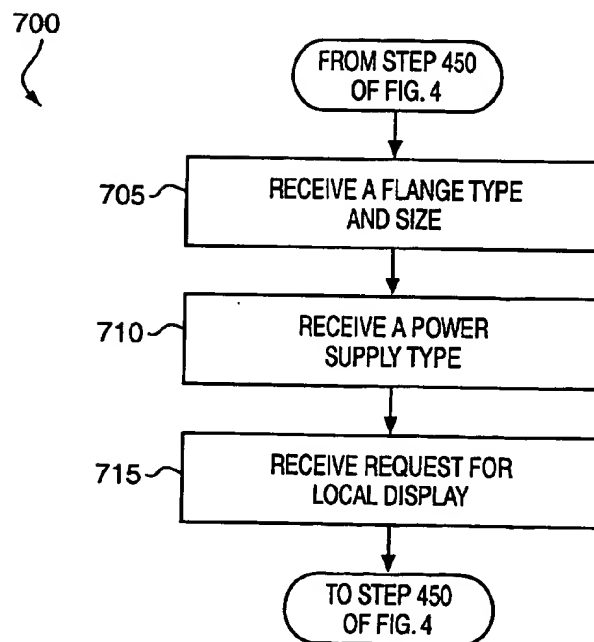 700
FROM STEP 450
OF FIG. 4
705
RECEIVE A FLANGE TYPE
AND SIZE
710
RECEIVE A POWER
SUPPLY TYPE
715
RECEIVE REQUEST FOR
LOCAL DISPLAY
TO STEP 450
OF FIG. 4